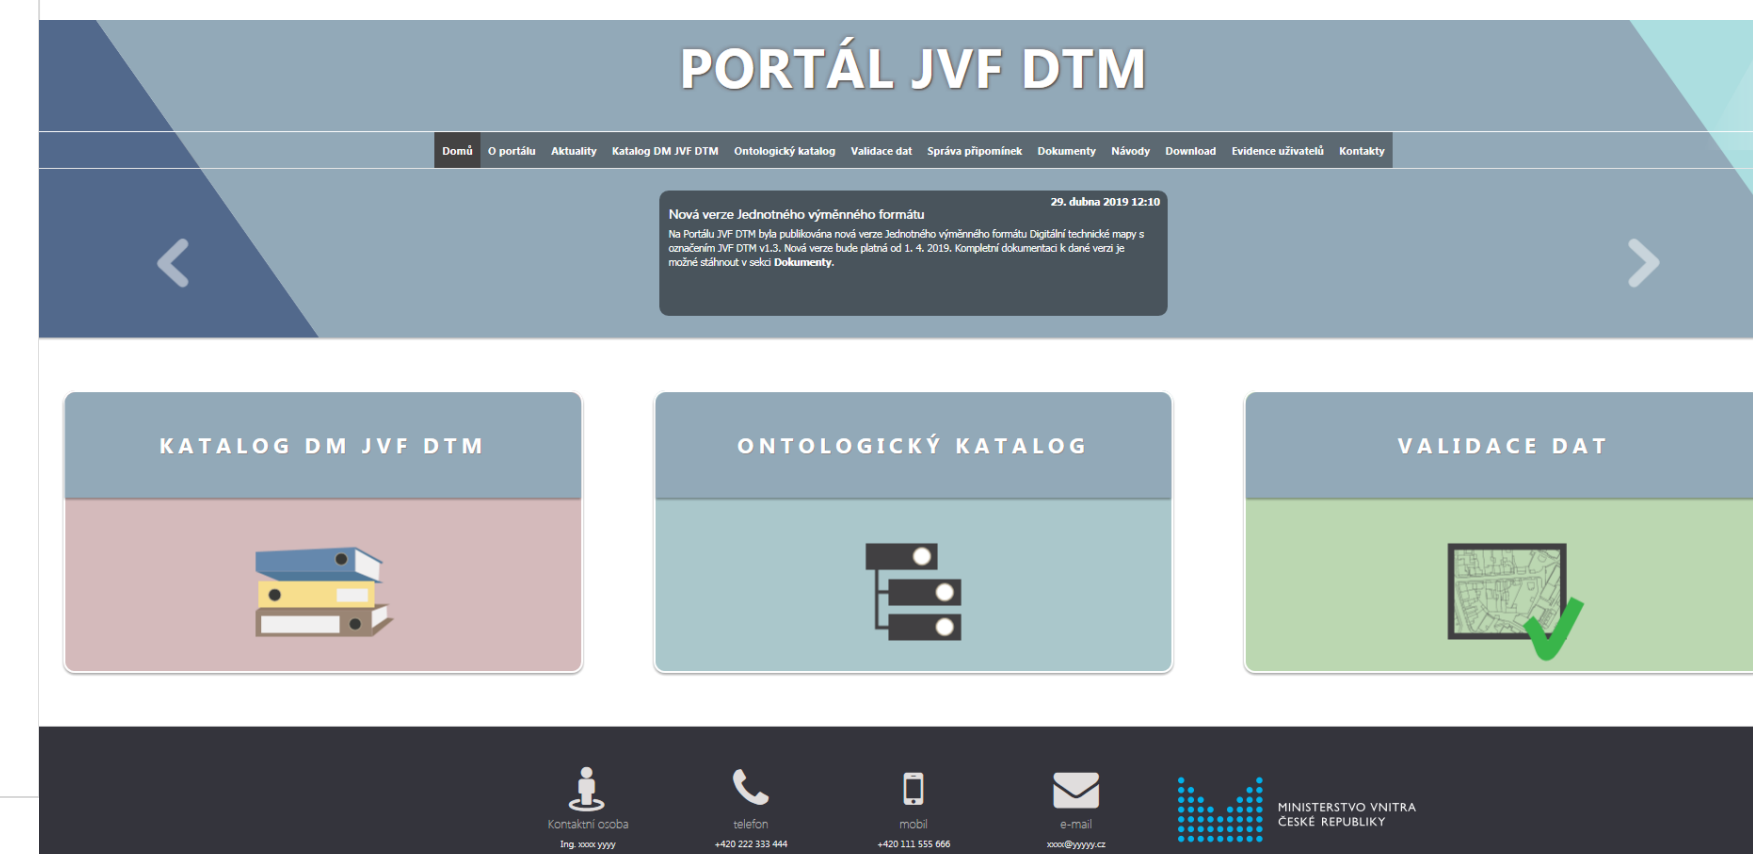 PORTÁL JVF DTM
Domů O portálu Aktuality Katalog DM JVF DTM Ontologický katalog Validace dat Správa připomínek Dokumenty Návody Download Evidence uživatelů Kontakty
29. dubna 2019 12:10
Nová verze Jednotného výměnného formátu
Na Portálu JVF DTM byla publikována nová verze Jednotného výměnného formátu Digitální technické mapy s
označením JVF DTM v1.3. Nová verze bude platná od 1. 4. 2019. Kompletní dokumentaci k dané verzi je
možné stáhnout v sekci Dokumenty.
KATALOG DM JVF DTM
ONTOLOGICKÝ KATALOG
VALIDACE DAT
Kontaktní osoba
Ing. xxxx yyyy
telefon
+420 222 333 444
mobil
+420 111 555 666
e-mail
xxxx@yyyyy.cz
MINISTERSTVO VNITRA
ČESKÉ REPUBLIKY